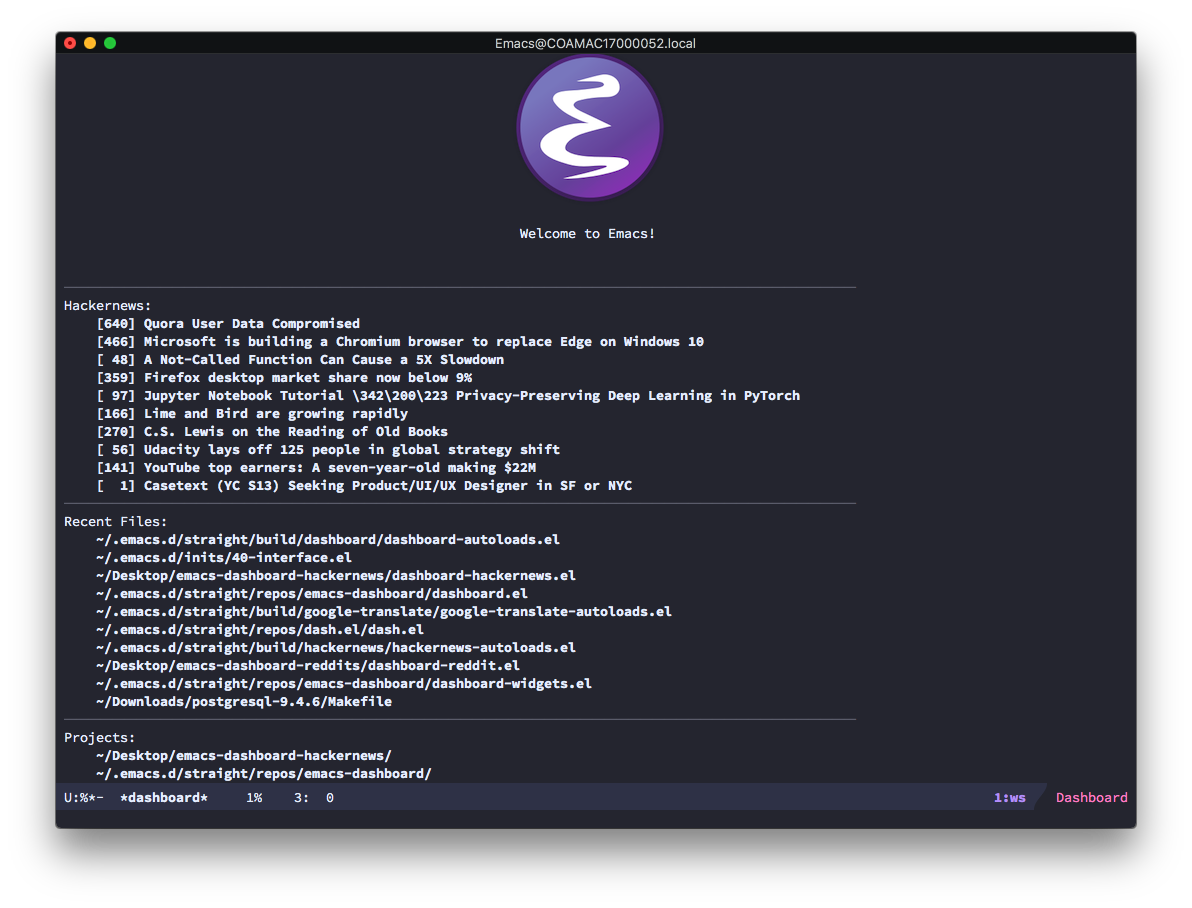 Emacs@COAMAC17000052.local
Welcome to Emacs!
Hackernews:
[640] Quora User Data Compromised
[466] Microsoft is building a Chromium browser to replace Edge on Windows 10
[ 48] A Not-Called Function Can Cause a 5X Slowdown
[359] Firefox desktop market share now below 9%
[ 97] Jupyter Notebook Tutorial \342\200\223 Privacy-Preserving Deep Learning in PyTorch
[166] Lime and Bird are growing rapidly
[270] C.S. Lewis on the Reading of Old Books
[ 56] Udacity lays off 125 people in global strategy shift
[141] YouTube top earners: A seven-year-old making $22M
[  1] Casetext (YC S13) Seeking Product/UI/UX Designer in SF or NYC
Recent Files:
~/.emacs.d/straight/build/dashboard/dashboard-autoloads.el
~/.emacs.d/inits/40-interface.el
~/Desktop/emacs-dashboard-hackernews/dashboard-hackernews.el
~/.emacs.d/straight/repos/emacs-dashboard/dashboard.el
~/.emacs.d/straight/build/google-translate/google-translate-autoloads.el
~/.emacs.d/straight/repos/dash.el/dash.el
~/.emacs.d/straight/build/hackernews/hackernews-autoloads.el
~/Desktop/emacs-dashboard-reddits/dashboard-reddit.el
~/.emacs.d/straight/repos/emacs-dashboard/dashboard-widgets.el
~/Downloads/postgresql-9.4.6/Makefile
Projects:
~/Desktop/emacs-dashboard-hackernews/
~/.emacs.d/straight/repos/emacs-dashboard/
U:%*-  *dashboard*     1%    3:  0    1:ws    Dashboard